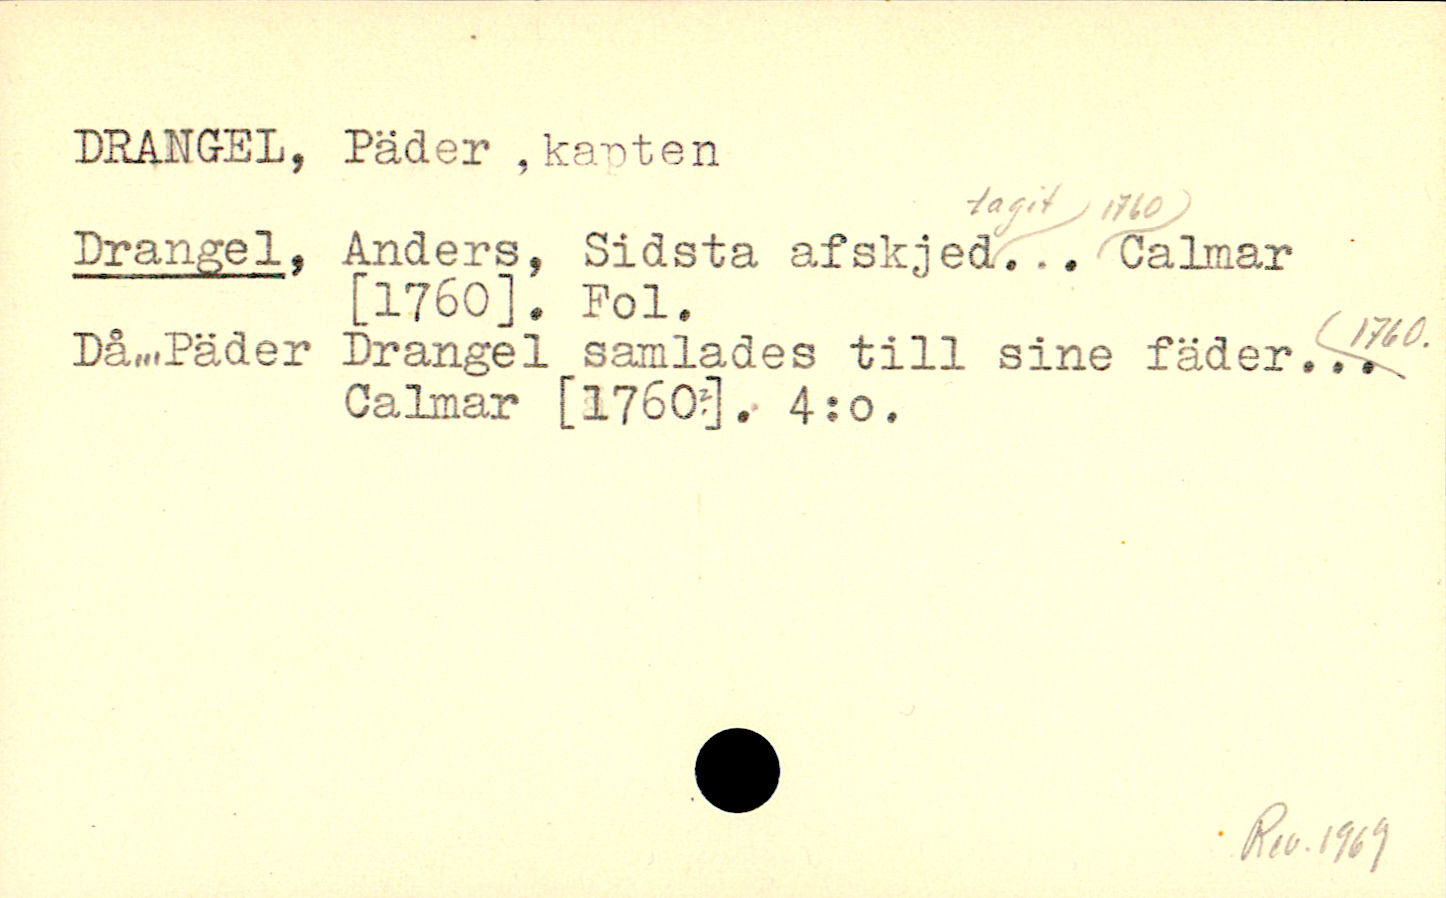 DRANGEL, Päder , kapten
tagit 1760
Drangel, Anders, Sidsta afskjed... Calmar
[1760]. Fol.
1760.
Då... Päder Drangel samlades till sine fäder...
Calmar [1760?]. 4:o.
Rev. 1969